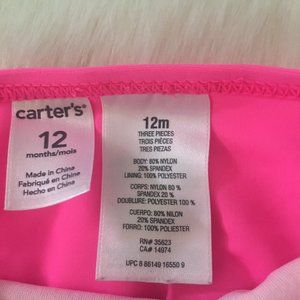 carter's®
12
months/mois
Made in China
Fabriqué en Chine
Hecho en China
12m
THREE PIECES
TROIS PIÈCES
TRES PIEZAS
BODY: 80% NYLON
20% SPANDEX
LINING: 100% POLYESTER
CORPS: NYLON 80 %
SPANDEX 20 %
DOUBLURE: POLYESTER 100 %
CUERPO: 80% NILON
20% SPANDEX
FORRO: 100% POLIESTER
RN# 35623
CA# 14974
UPC 8 86149 16550 9